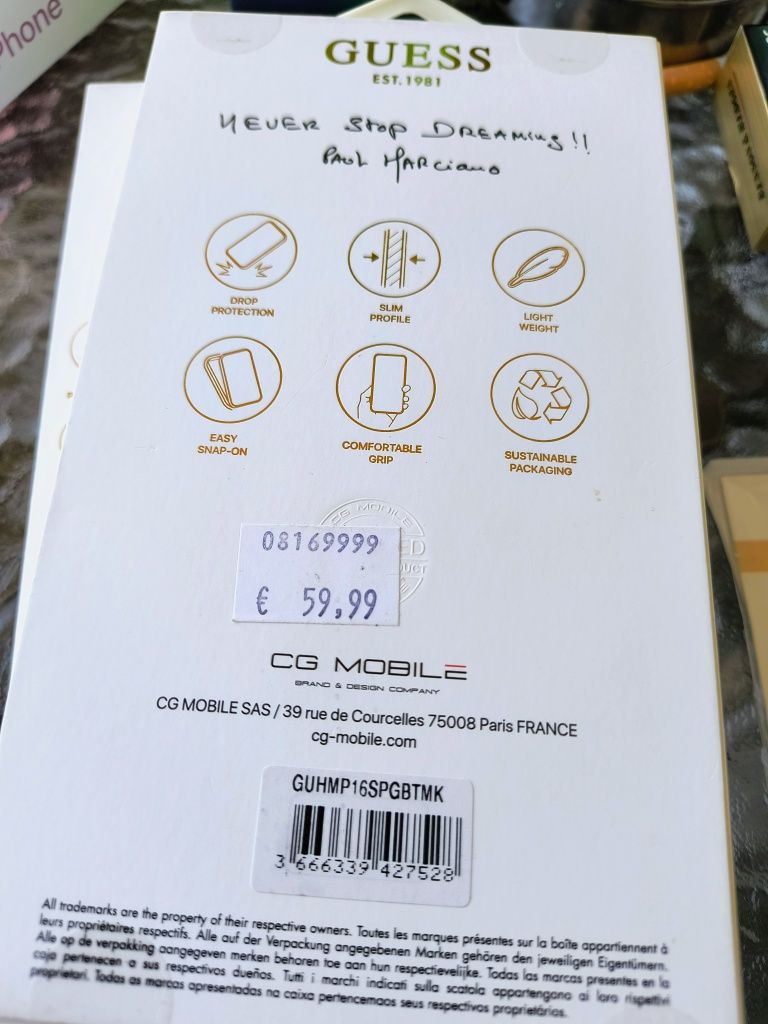 Phone
GUESS
EST. 1981
NEVER STOP DREAMING!!
PAUL MARCIANO
DROP
PROTECTION
SLIM
PROFILE
LIGHT
WEIGHT
EASY
SNAP-ON
COMFORTABLE
GRIP
SUSTAINABLE
PACKAGING
CG MOBILE
08169999
€ 59,99
CG MOBILE
BRAND & DESIGN COMPANY
CG MOBILE SAS / 39 rue de Courcelles 75008 Paris FRANCE
cg-mobile.com
GUHMP16SPGBTMK
3 666339 427528
All trademarks are the property of their respective owners. Toutes les marques présentes sur la boîte appartiennent à
leurs propriétaires respectifs. Alle auf der Verpackung angegebenen Marken gehören den jeweiligen Eigentümern.
Alle op de verpakking aangegeven merken behoren toe aan hun respectievelijke. Todas las marcas presentes en la
caja pertenecen a sus respectivos dueños. Tutti i marchi indicati sulla scatola appartengono ai loro rispettivi
proprietari. Todas as marcas apresentadas na caixa pertencemaos seus respectivos proprietários.